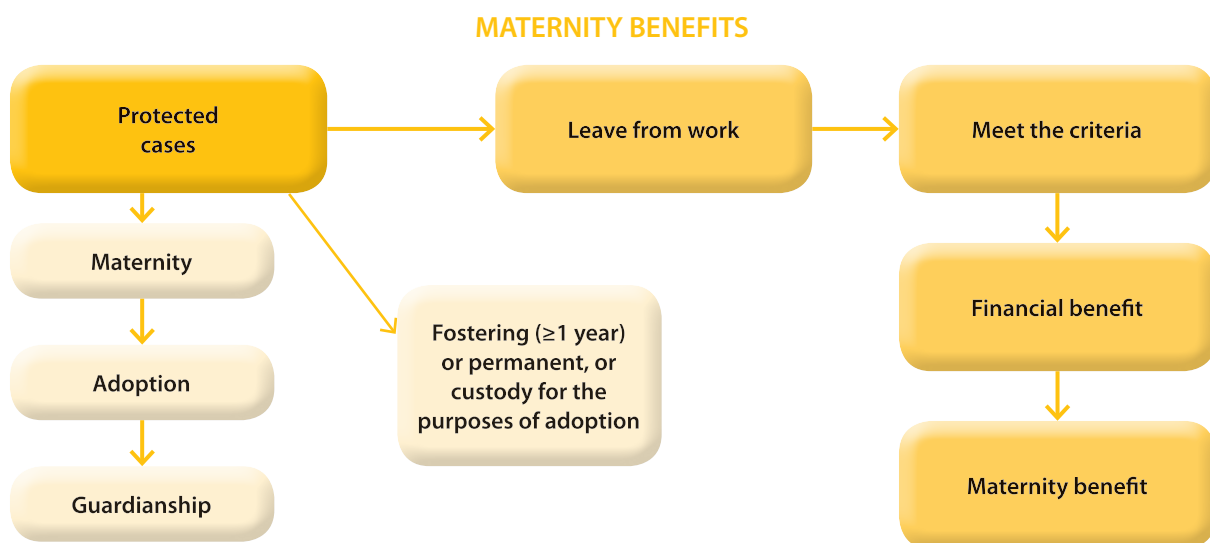 MATERNITY BENEFITS
Protected
cases
Leave from work
Meet the criteria
Maternity
Adoption
Guardianship
Fostering (≥1 year)
or permanent, or
custody for the
purposes of adoption
Financial benefit
Maternity benefit